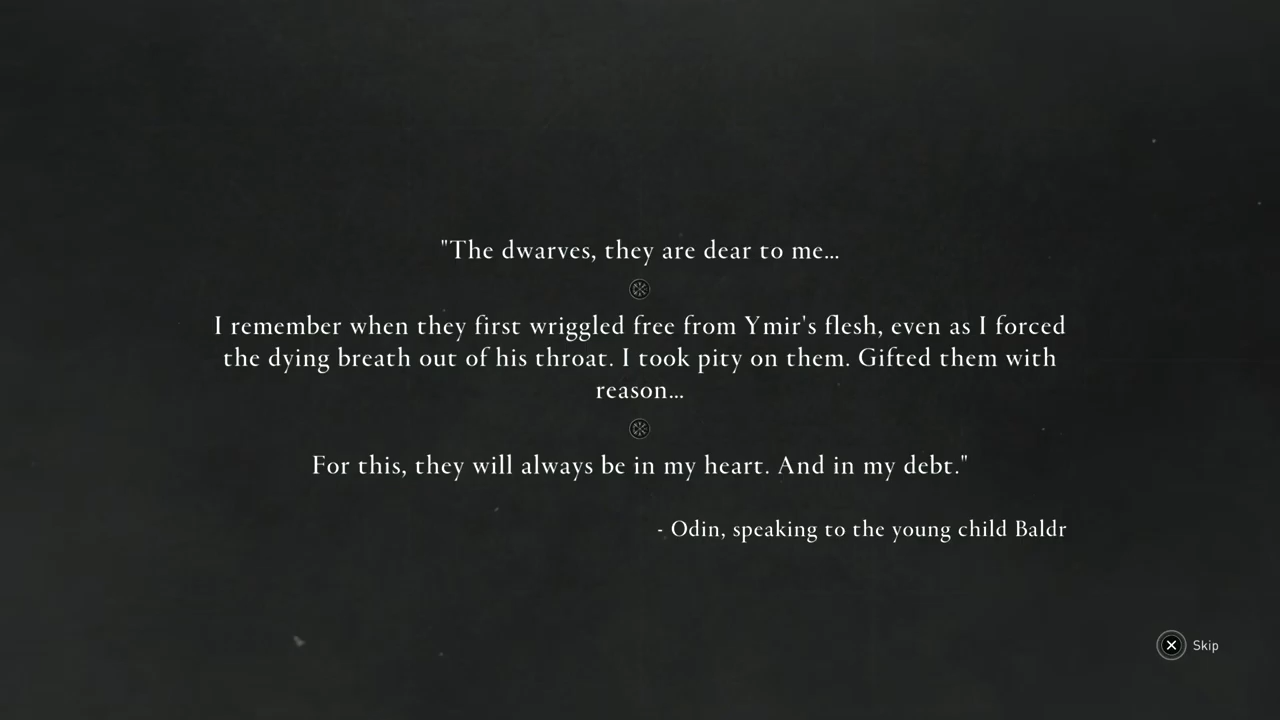 "The dwarves, they are dear to me...
I remember when they first wriggled free from Ymir's flesh, even as I forced
the dying breath out of his throat. I took pity on them. Gifted them with
reason...
For this, they will always be in my heart. And in my debt."
- Odin, speaking to the young child Baldr
Skip